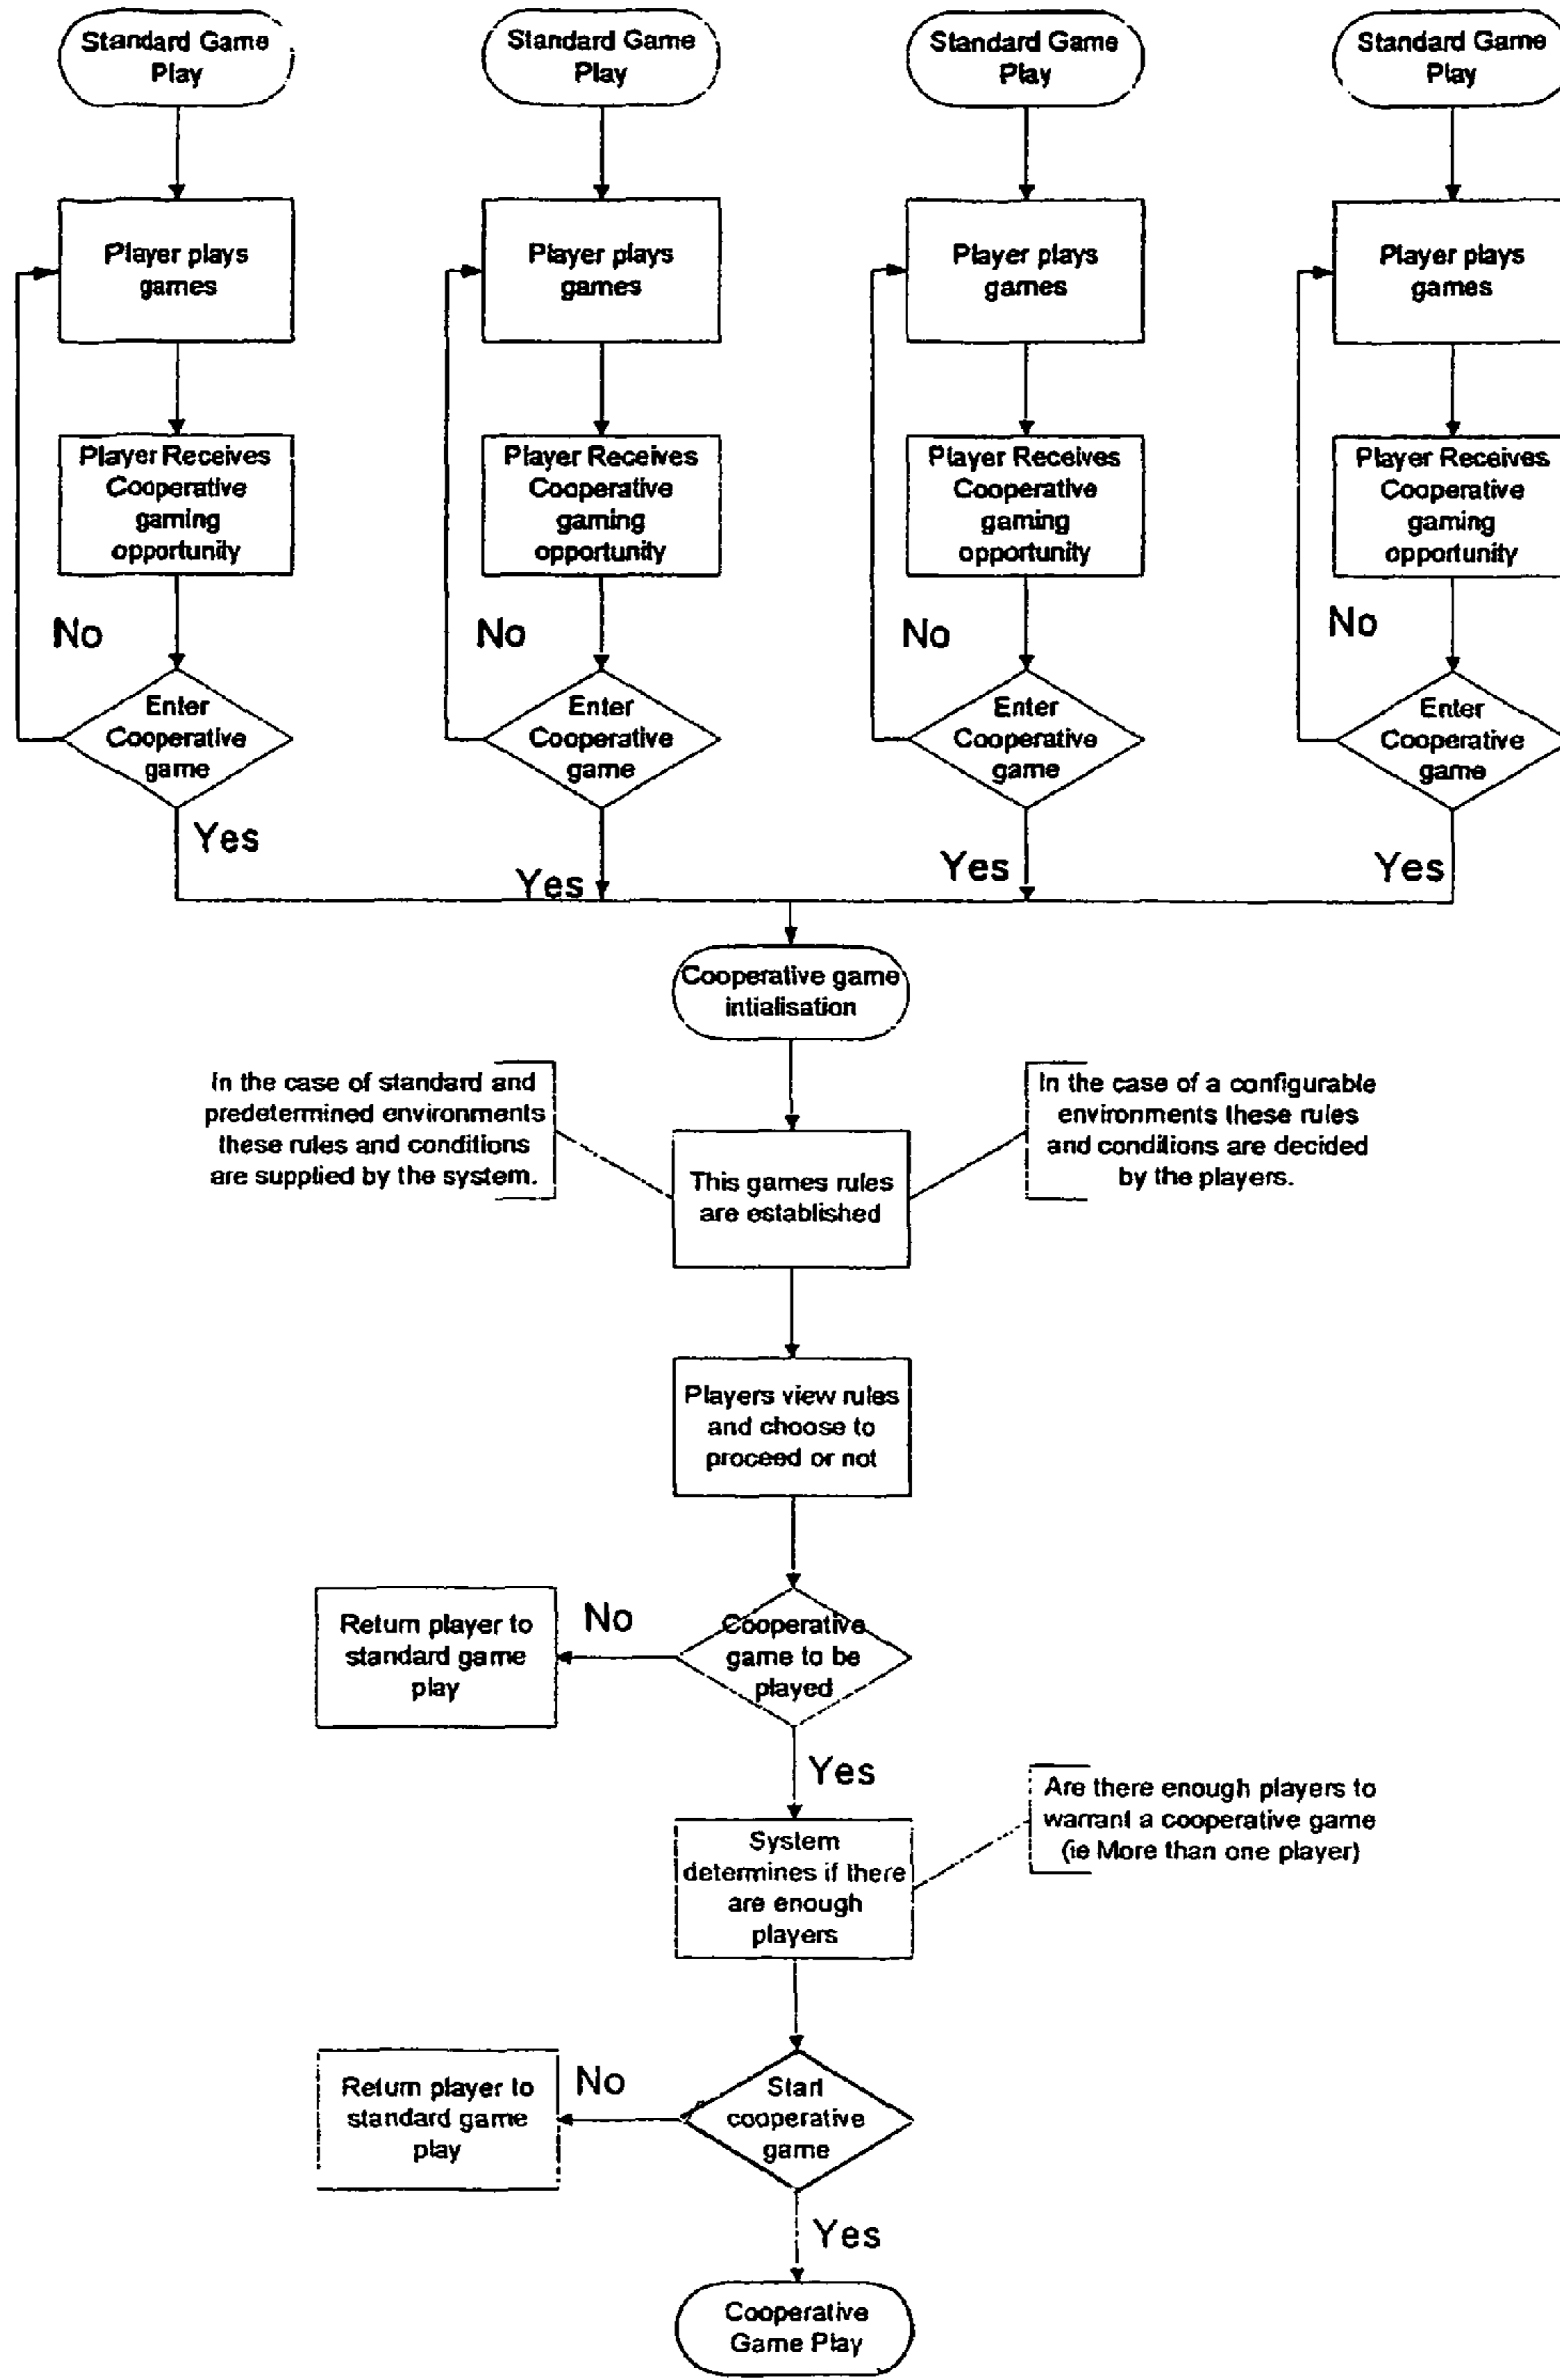 Standard Game
Play
Standard Game
Play
Standard Game
Play
Standard Game
Play
Player plays
games
Player plays
games
Player plays
games
Player plays
games
Player Receives
Cooperative
gaming
opportunity
Player Receives
Cooperative
gaming
opportunity
Player Receives
Cooperative
gaming
opportunity
Player Receives
Cooperative
gaming
opportunity
No
No
No
No
Enter
Cooperative
game
Enter
Cooperative
game
Enter
Cooperative
game
Enter
Cooperative
game
Yes
Yes
Yes
Yes
Cooperative game
intialisation
In the case of standard and
predetermined environments
these rules and conditions
are supplied by the system.
In the case of a configurable
environments these rules
and conditions are decided
by the players.
This games rules
are established
Players view rules
and choose to
proceed or not
Return player to
standard game
play
No
Cooperative
game to be
played
Yes
Are there enough players to
warrant a cooperative game
(ie More than one player)
System
determines if there
are enough
players
Return player to
standard game
play
No
Start
cooperative
game
Yes
Cooperative
Game Play